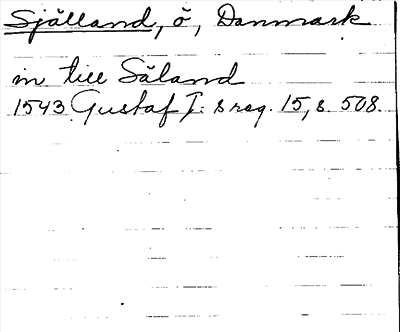 Själland, ö, Danmark
in till Säland
1543 Gustaf I: s reg. 15, s. 508.